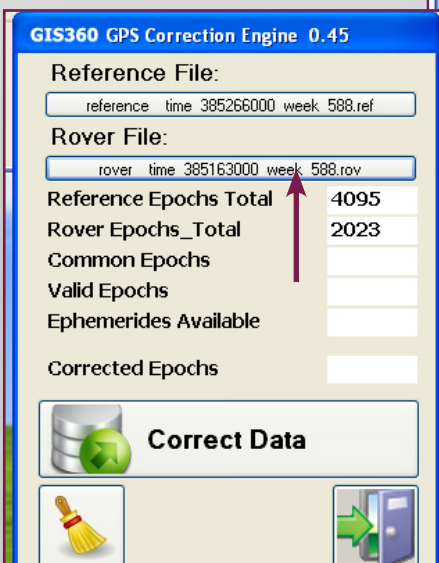 GIS360 GPS Correction Engine 0.45
Reference File:
reference time 385266000 week 588.ref
Rover File:
rover time 385163000 week 588.rov
Reference Epochs Total 4095
Rover Epochs_Total 2023
Common Epochs
Valid Epochs
Ephemerides Available
Corrected Epochs
Correct Data